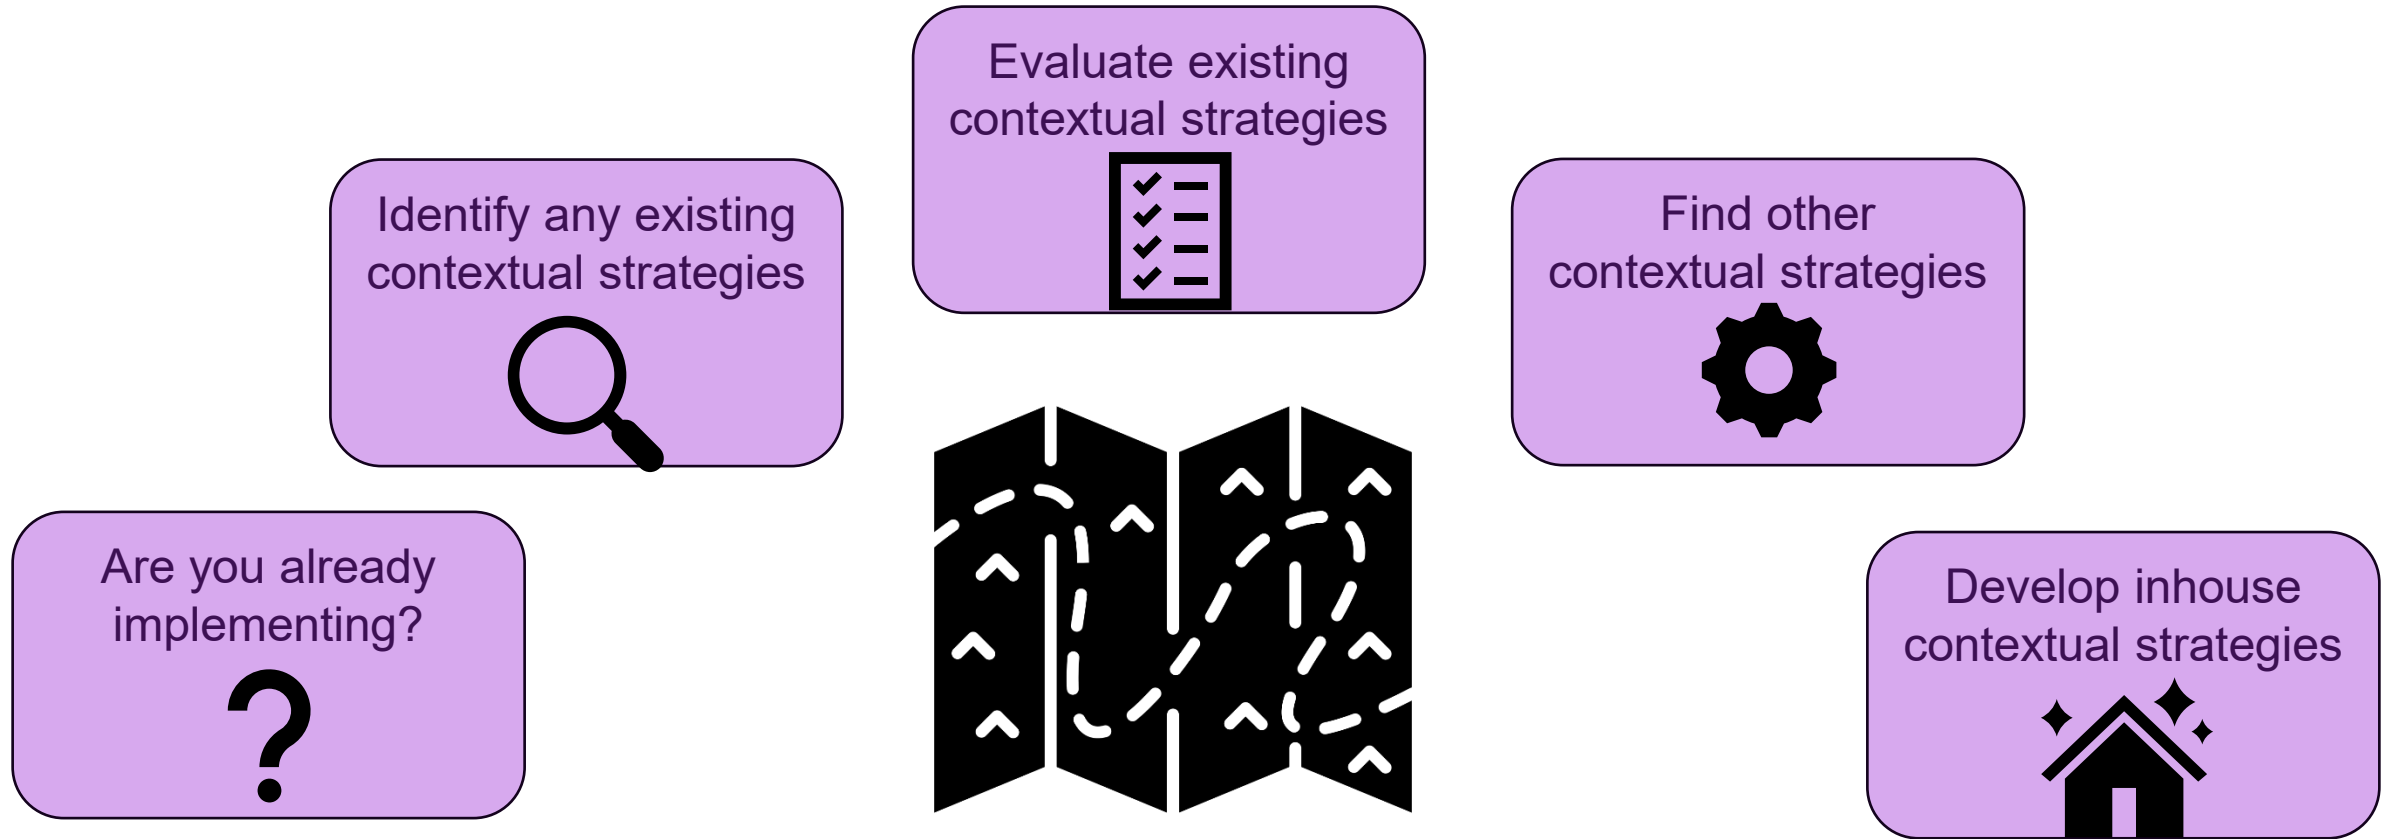 Are you already
implementing?
Identify any existing
contextual strategies
Evaluate existing
contextual strategies
Find other
contextual strategies
Develop inhouse
contextual strategies